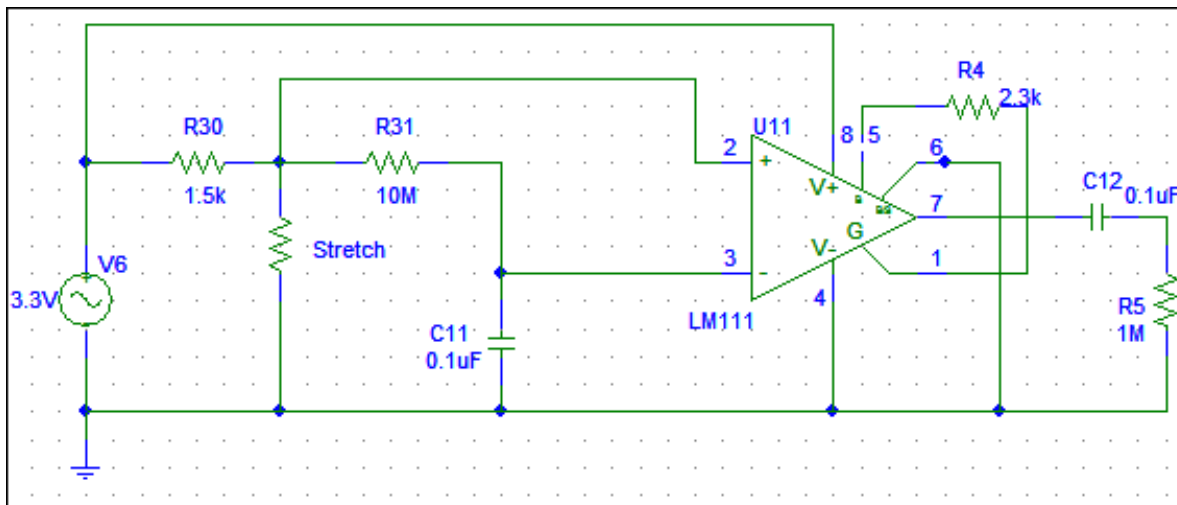 R4
2.3k
R30
R31
U11
8
5
2
+
6
1.5k
10M
V+
B
C12
0.1uF
B/S
7
Stretch
G
V6
+
3.3V
3
-
V-
1
4
R5
1M
C11
0.1uF
LM111